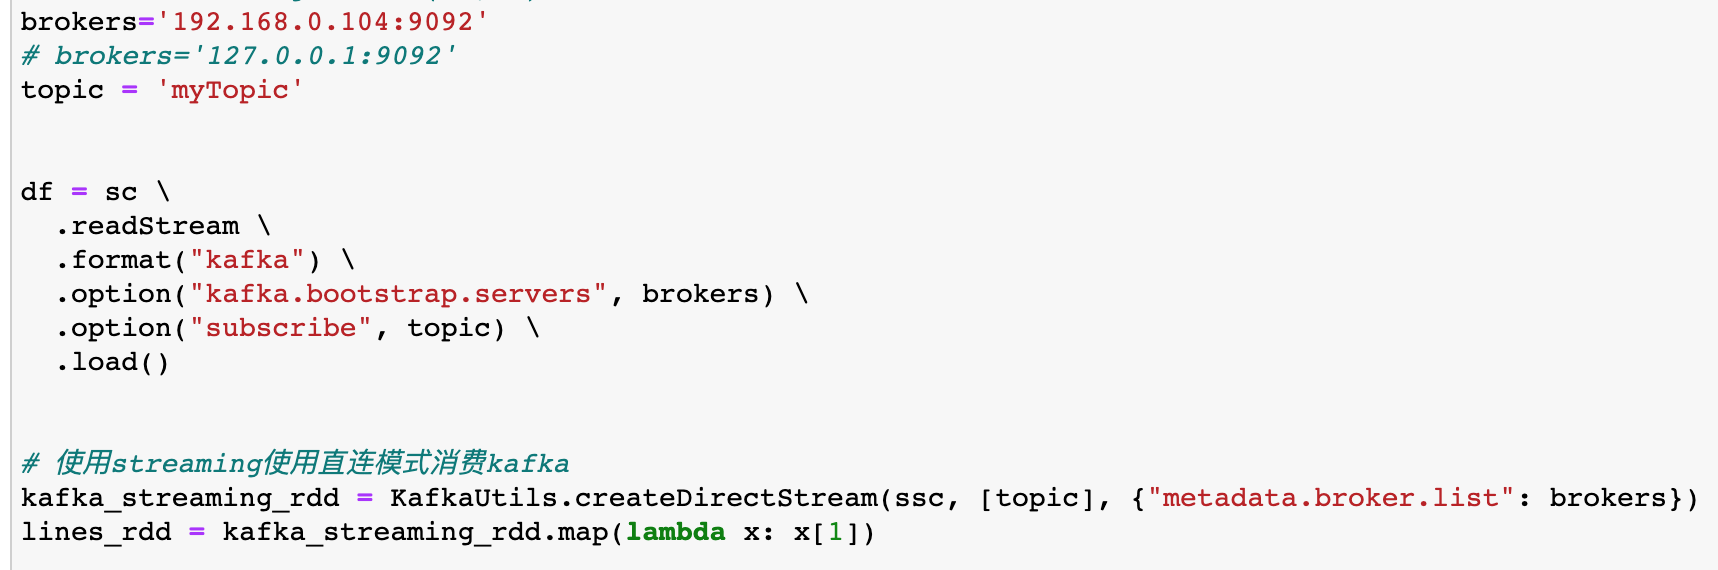 brokers='192.168.0.104:9092'
# brokers='127.0.0.1:9092'
topic = 'myTopic'
df = sc \
.readStream \
.format("kafka") \
.option("kafka.bootstrap.servers", brokers) \
.option("subscribe", topic) \
.load()
# 使用streaming使用直连模式消费kafka
kafka_streaming_rdd = KafkaUtils.createDirectStream(ssc, [topic], {"metadata.broker.list": brokers})
lines_rdd = kafka_streaming_rdd.map(lambda x: x[1])